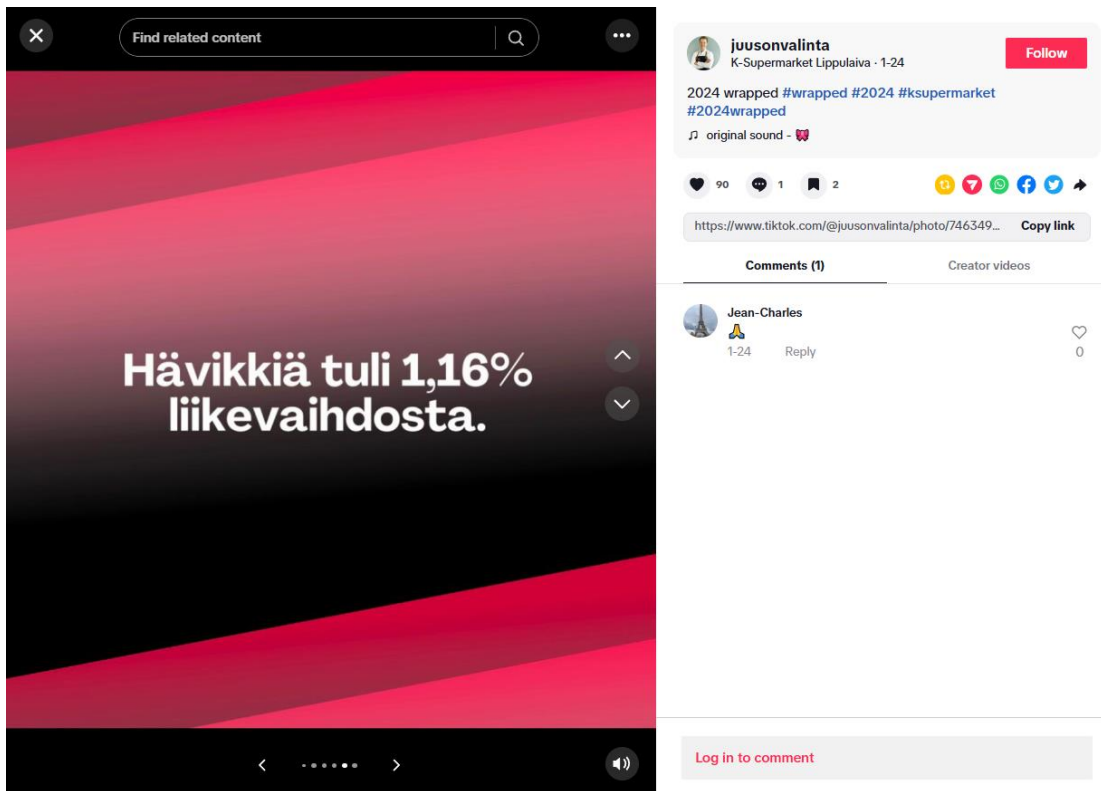 Find related content
Hävikkiä tuli 1,16%
liikevaihdosta.
juusonvalinta
K-Supermarket Lippulaiva · 1-24
Follow
2024 wrapped #wrapped #2024 #ksupermarket
#2024wrapped
original sound - 
90
1
2
https://www.tiktok.com/@juusonvalinta/photo/746349...
Copy link
Comments (1)
Creator videos
Jean-Charles
🙏
1-24
Reply
0
Log in to comment